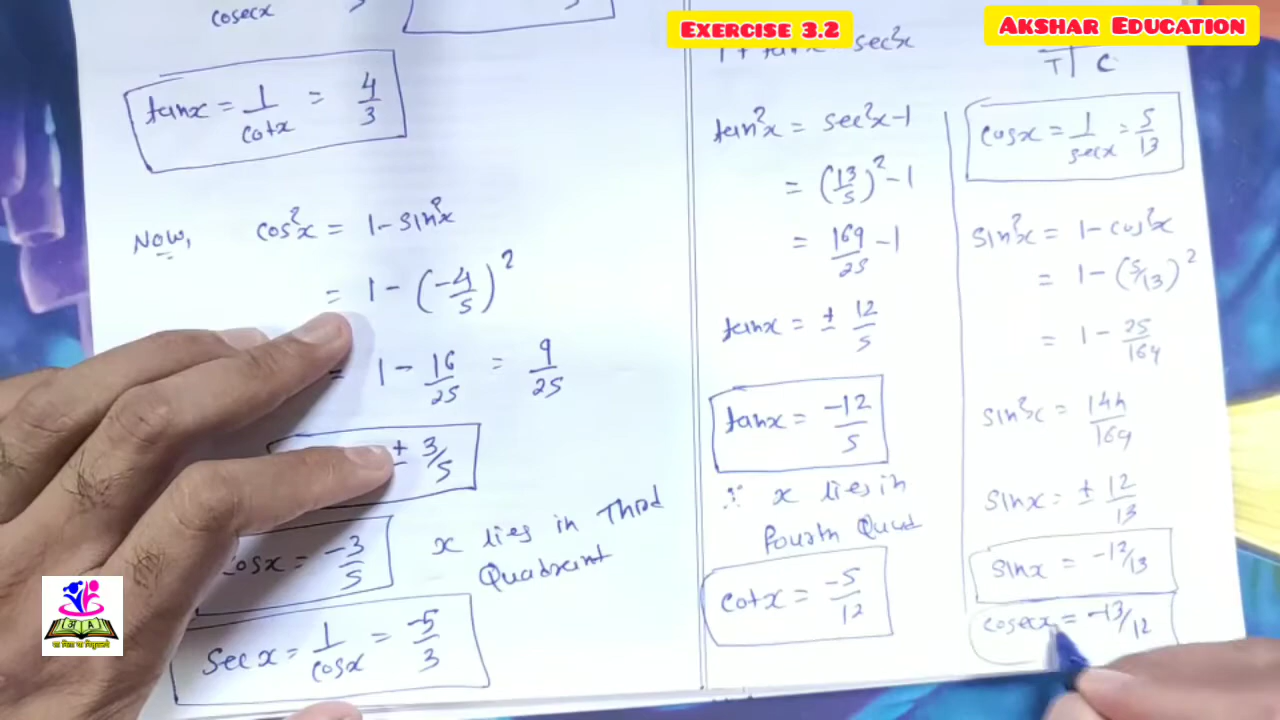 Exercise 3.2
Akshar Education
cosecx
tanx = 1/cotx = 4/3
Now, cos²x = 1 - sin²x
= 1 - (-4/5)²
= 1 - 16/25 = 9/25
± 3/5
cosx = -3/5
x lies in Third
Quadrant
secx = 1/cosx = -5/3
sec²x
tan²x = sec²x - 1
= (13/5)² - 1
= 169/25 - 1
tanx = ± 12/5
tanx = -12/5
∵ x lies in
Fourth Quad
cotx = -5/12
T C
cosx = 1/secx = 5/13
sin²x = 1 - cos²x
= 1 - (5/13)²
= 1 - 25/169
sin²x = 144/169
sinx = ± 12/13
sinx = -12/13
cosecx = -13/12